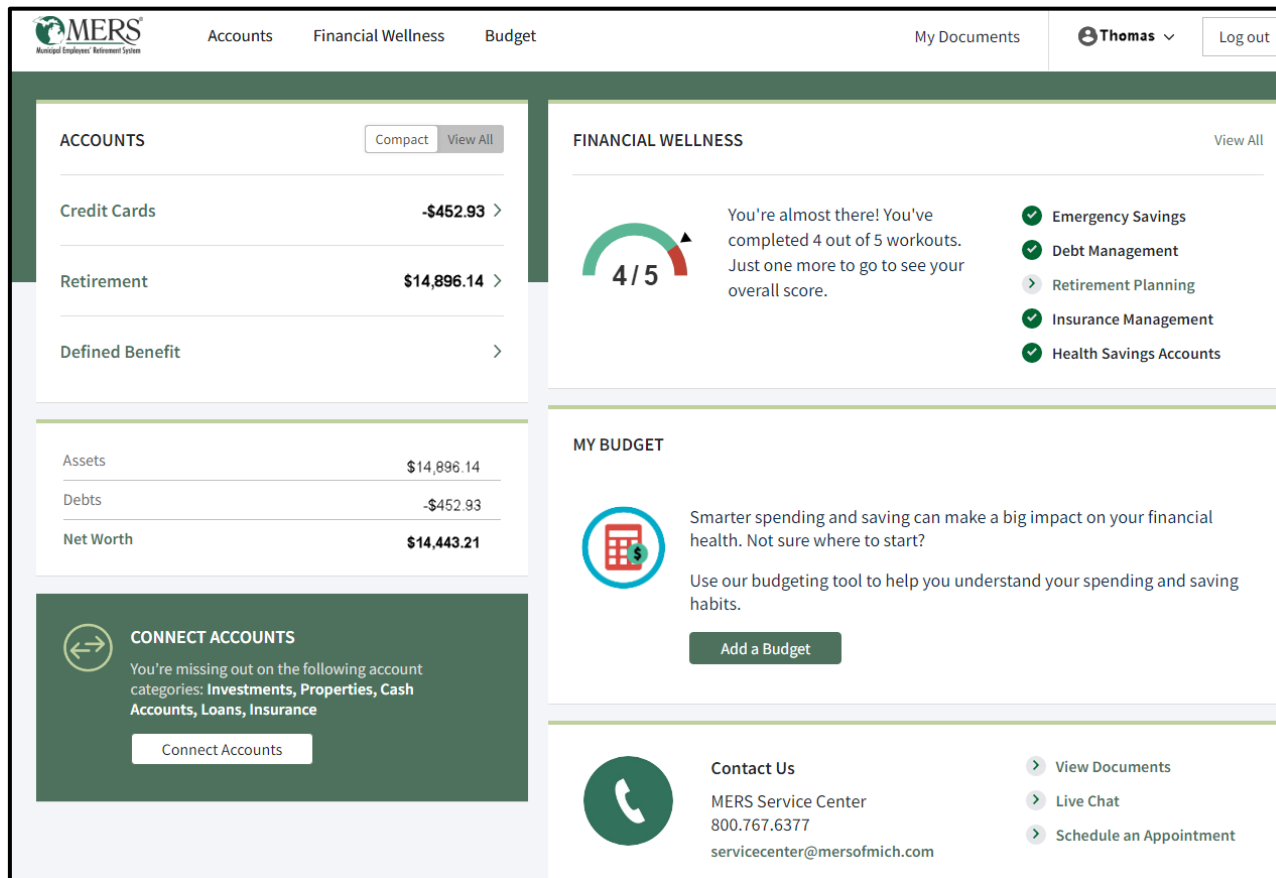 MERS
Municipal Employees' Retirement System
Accounts
Financial Wellness
Budget
My Documents
Thomas
Log out
ACCOUNTS
Compact
View All
Credit Cards
-$452.93
Retirement
$14,896.14
Defined Benefit
Assets
$14,896.14
Debts
-$452.93
Net Worth
$14,443.21
CONNECT ACCOUNTS
You're missing out on the following account
categories: Investments, Properties, Cash
Accounts, Loans, Insurance
Connect Accounts
FINANCIAL WELLNESS
View All
4 / 5
You're almost there! You've
completed 4 out of 5 workouts.
Just one more to go to see your
overall score.
Emergency Savings
Debt Management
Retirement Planning
Insurance Management
Health Savings Accounts
MY BUDGET
$
Smarter spending and saving can make a big impact on your financial
health. Not sure where to start?
Use our budgeting tool to help you understand your spending and saving
habits.
Add a Budget
Contact Us
MERS Service Center
800.767.6377
servicecenter@mersofmich.com
View Documents
Live Chat
Schedule an Appointment